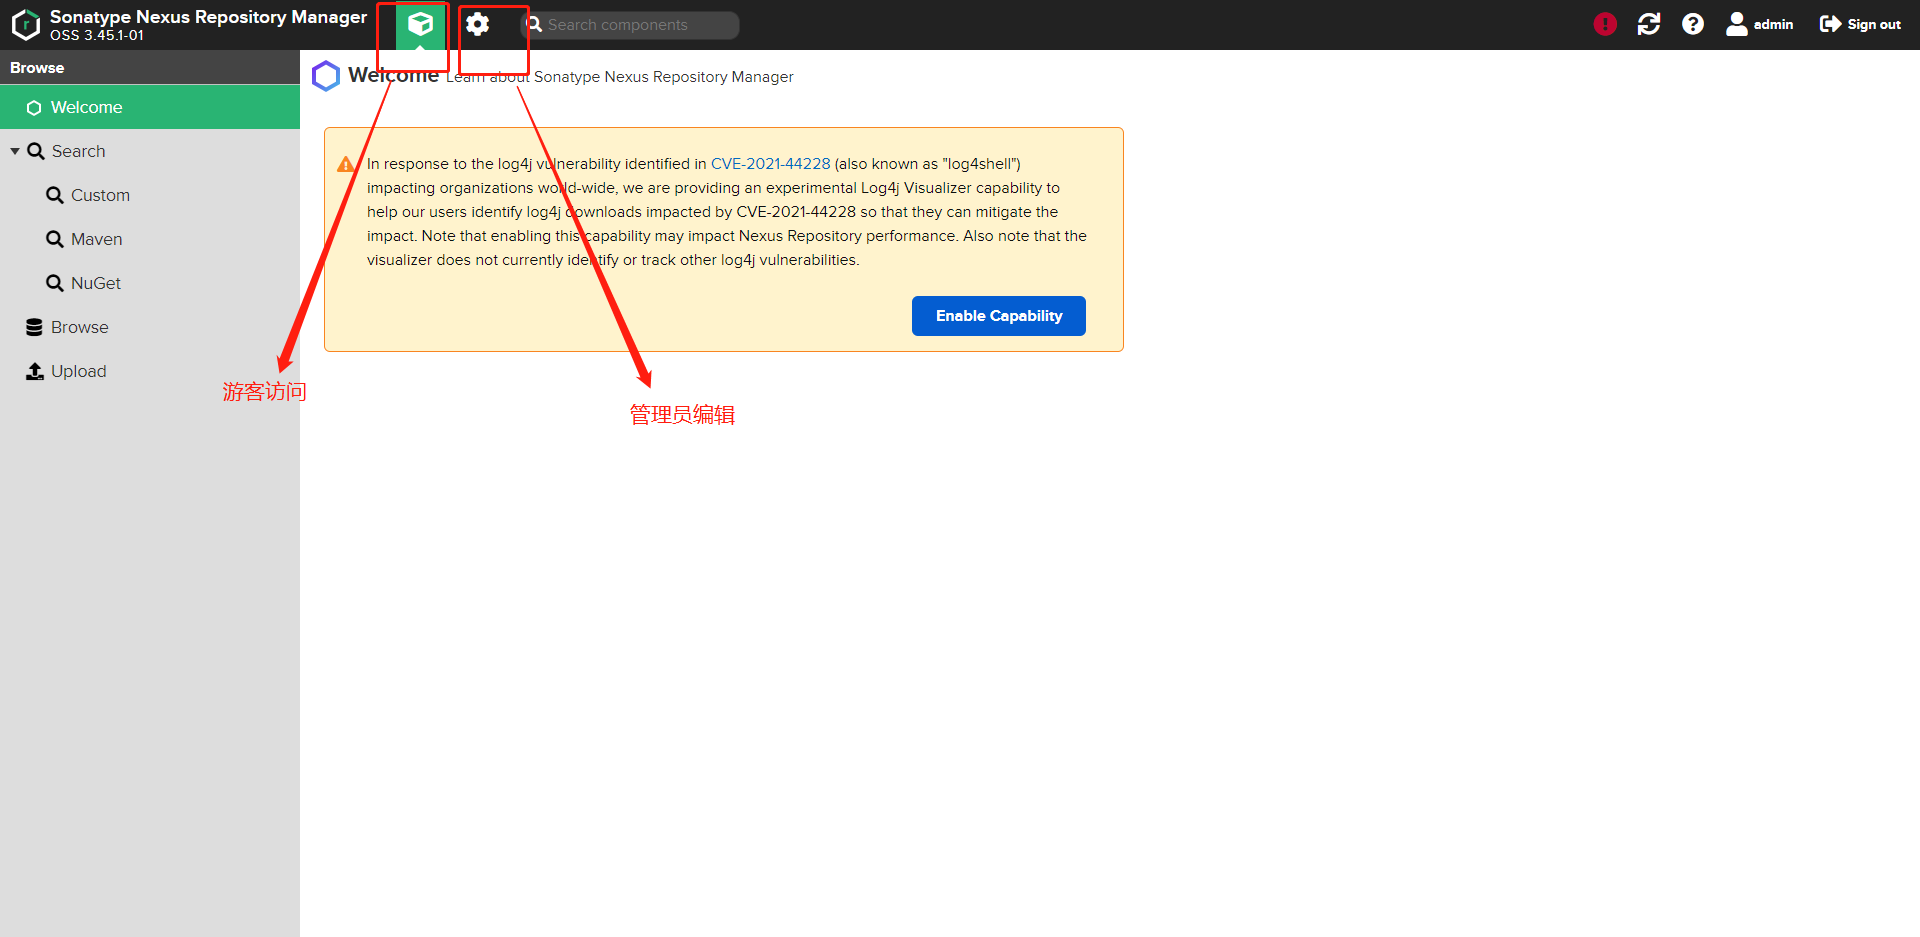 Sonatype Nexus Repository Manager
OSS 3.45.1-01
Search components
admin
Sign out
Browse
Welcome
Search
Custom
Maven
NuGet
Browse
Upload
Welcome Learn about Sonatype Nexus Repository Manager
In response to the log4j vulnerability identified in CVE-2021-44228 (also known as "log4shell")
impacting organizations world-wide, we are providing an experimental Log4j Visualizer capability to
help our users identify log4j downloads impacted by CVE-2021-44228 so that they can mitigate the
impact. Note that enabling this capability may impact Nexus Repository performance. Also note that the
visualizer does not currently identify or track other log4j vulnerabilities.
Enable Capability
游客访问
管理员编辑